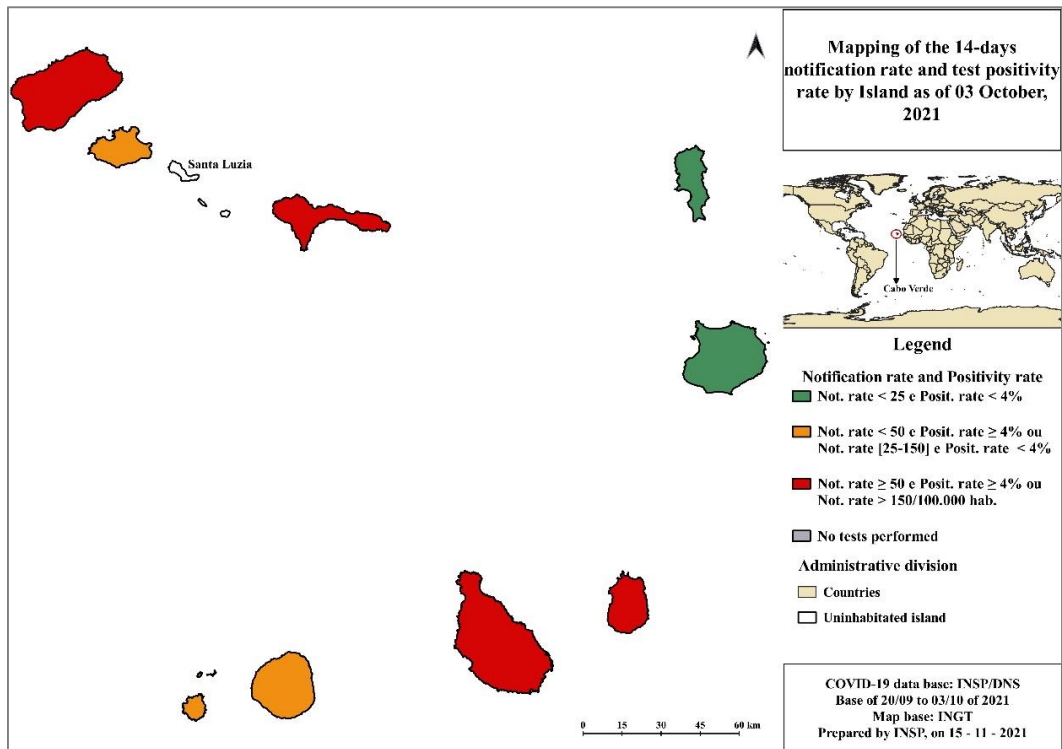 Mapping of the 14-days
notification rate and test positivity
rate by Island as of 03 October,
2021
Santa Luzia
Cabo Verde
Legend
Notification rate and Positivity rate
Not. rate < 25 e Posit. rate < 4%
Not. rate < 50 e Posit. rate ≥ 4% ou
Not. rate [25-150] e Posit. rate < 4%
Not. rate ≥ 50 e Posit. rate ≥ 4% ou
Not. rate > 150/100.000 hab.
No tests performed
Administrative division
Countries
Uninhabitated island
0 15 30 45 60 km
COVID-19 data base: INSP/DNS
Base of 20/09 to 03/10 of 2021
Map base: INGT
Prepared by INSP, on 15 - 11 - 2021